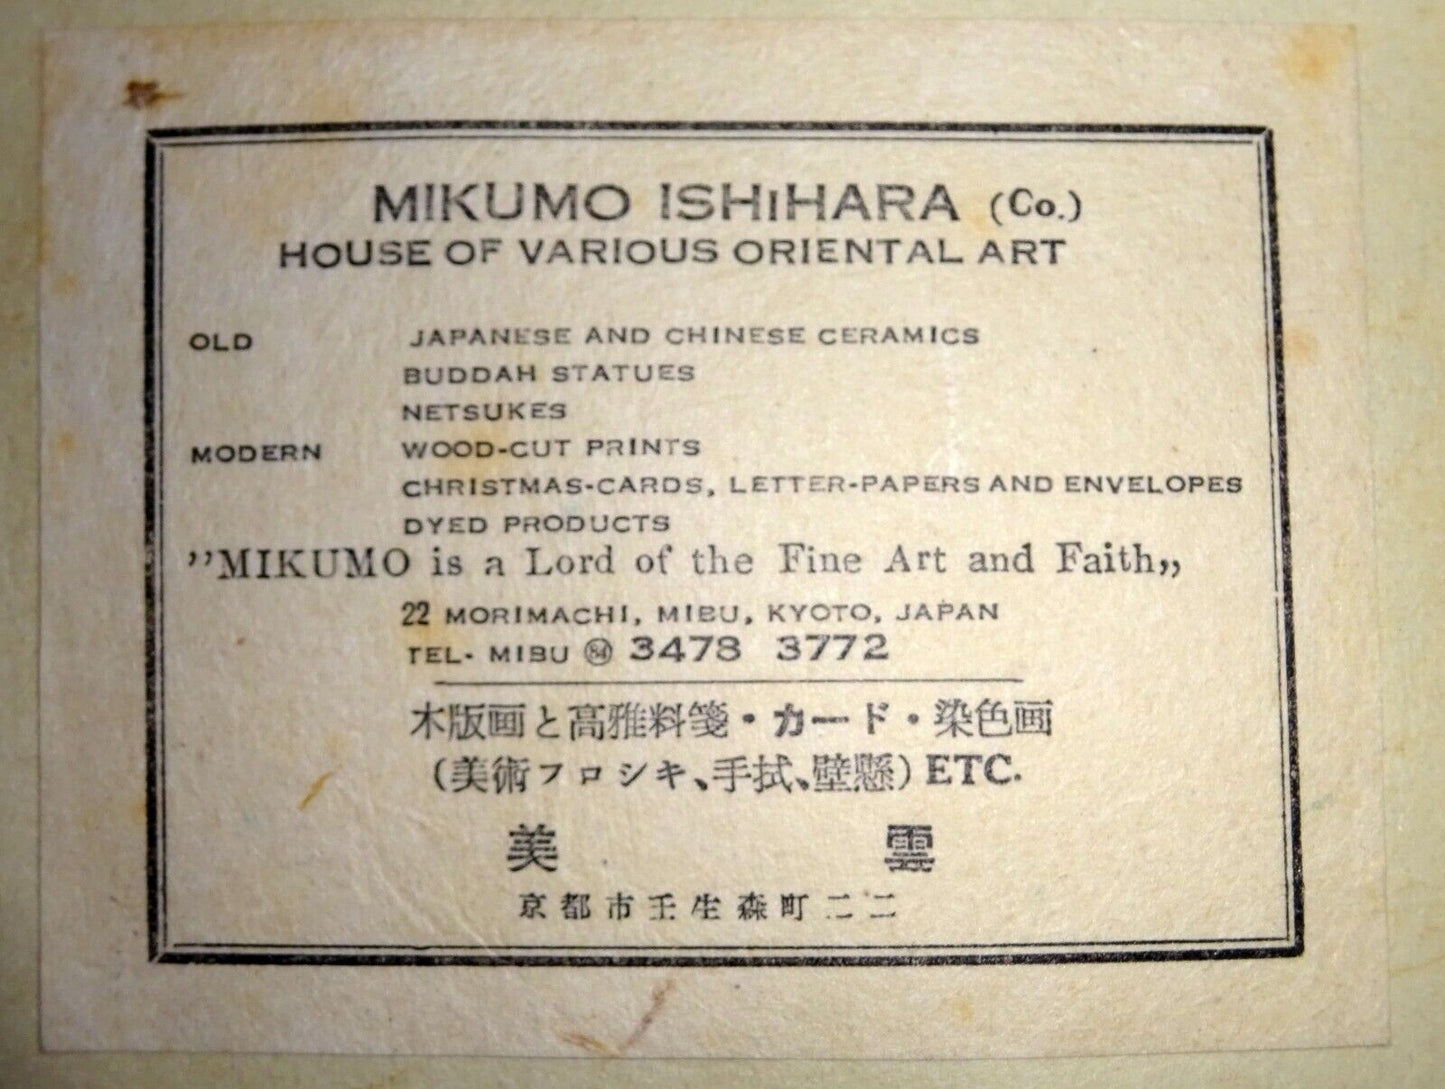 MIKUMO ISHiHARA (Co.)
HOUSE OF VARIOUS ORIENTAL ART
OLD JAPANESE AND CHINESE CERAMICS
BUDDAH STATUES
NETSUKES
MODERN WOOD-CUT PRINTS
CHRISTMAS-CARDS, LETTER-PAPERS AND ENVELOPES
DYED PRODUCTS
”MIKUMO is a Lord of the Fine Art and Faith„
22 MORIMACHI, MIBU, KYOTO, JAPAN
TEL- MIBU (84) 3478 3772
木版画と高雅料箋・カード・染色画
(美術フロシキ、手拭、壁懸) ETC.
美 雲
京都市壬生森町二二